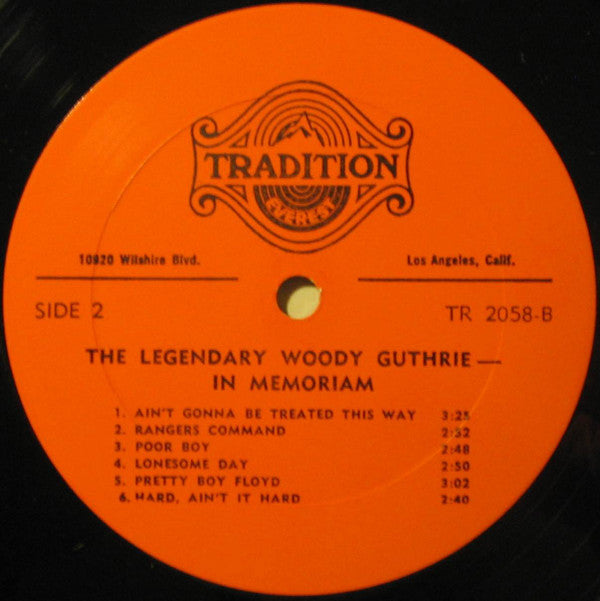 TRADITION
EVEREST
10920 Wilshire Blvd. Los Angeles, Calif.
SIDE 2 TR 2058-B
THE LEGENDARY WOODY GUTHRIE—
IN MEMORIAM
1. AIN'T GONNA BE TREATED THIS WAY 3:25
2. RANGERS COMMAND 2:52
3. POOR BOY 2:48
4. LONESOME DAY 2:50
5. PRETTY BOY FLOYD 3:02
6. HARD, AIN'T IT HARD 2:40